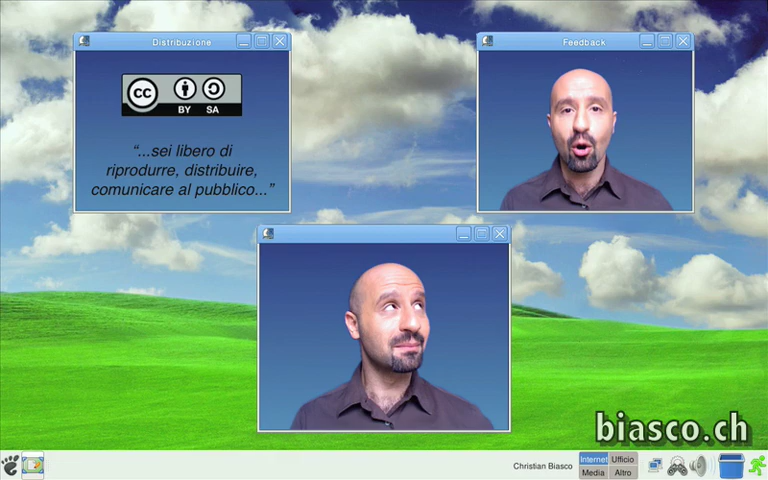 Distribuzione
Feedback
cc
BY SA
“...sei libero di
riprodurre, distribuire,
comunicare al pubblico...”
biasco.ch
Christian Biasco
Internet Ufficio
Media Altro